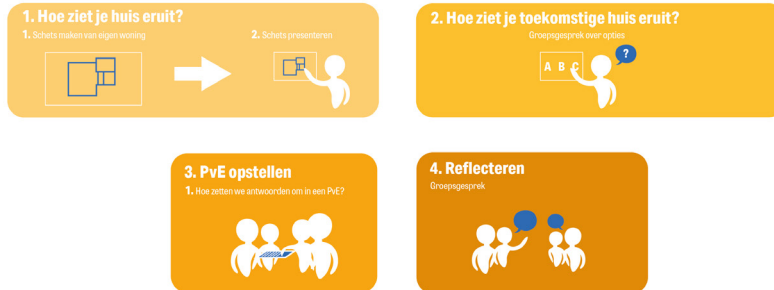 1. Hoe ziet je huis eruit?
1. Schets maken van eigen woning
2. Schets presenteren
2. Hoe ziet je toekomstige huis eruit?
Groepsgesprek over opties
A B C
?
3. PvE opstellen
1. Hoe zetten we antwoorden om in een PvE?
4. Reflecteren
Groepsgesprek